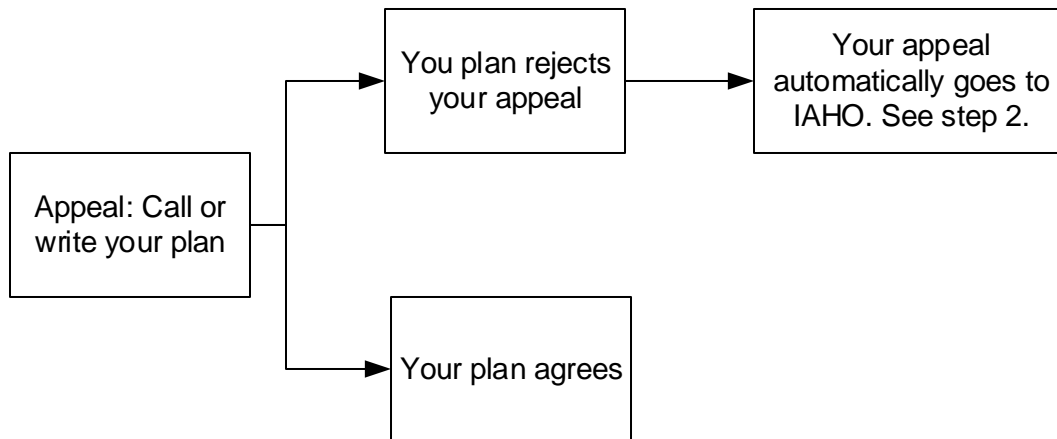 You plan rejects
your appeal
Your appeal
automatically goes to
IAHO. See step 2.
Appeal: Call or
write your plan
Your plan agrees